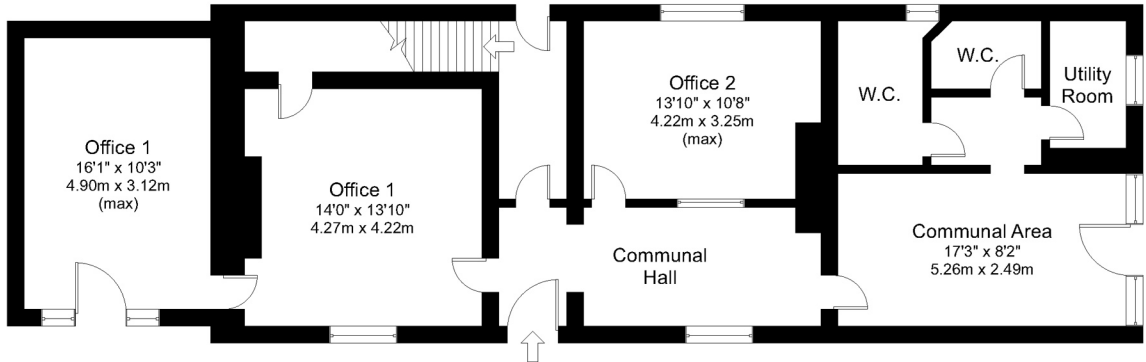 Office 1
16'1" x 10'3"
4.90m x 3.12m
(max)
Office 1
14'0" x 13'10"
4.27m x 4.22m
Office 2
13'10" x 10'8"
4.22m x 3.25m
(max)
W.C.
W.C.
Utility
Room
Communal
Hall
Communal Area
17'3" x 8'2"
5.26m x 2.49m